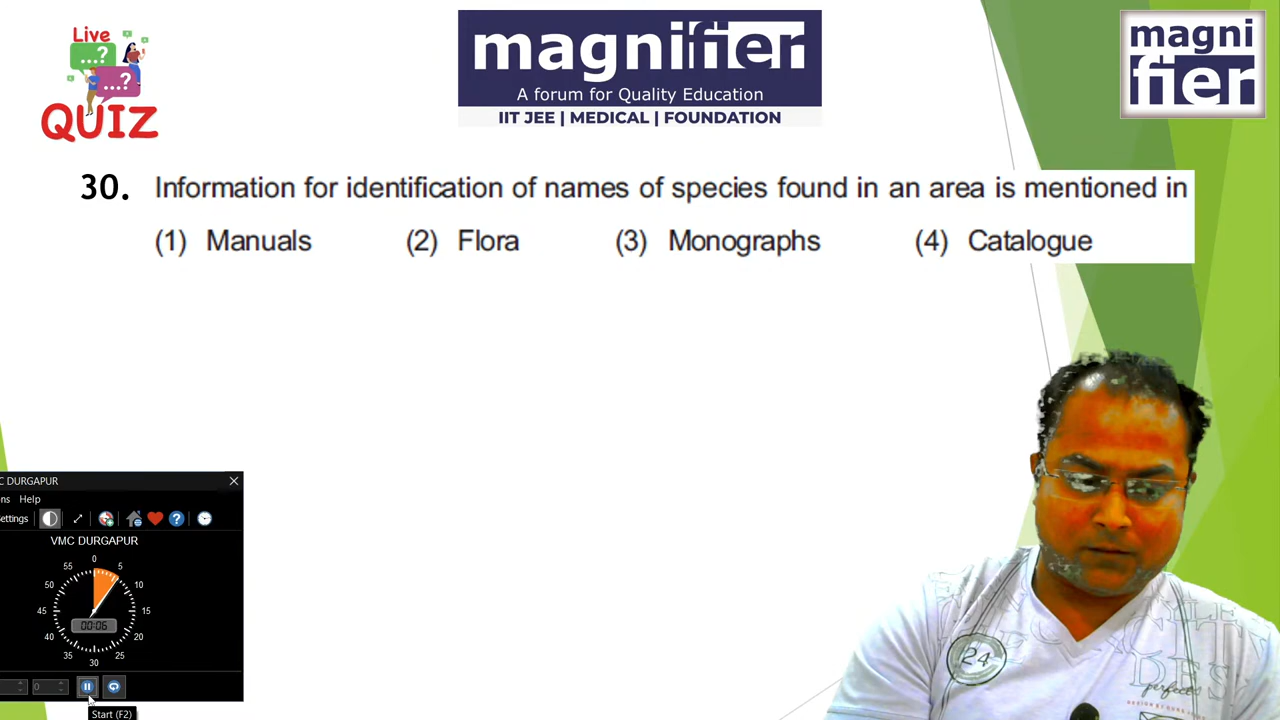 Live
...?
...?
QUIZ
magnifier
A forum for Quality Education
IIT JEE | MEDICAL | FOUNDATION
magni
fier
30. Information for identification of names of species found in an area is mentioned in
(1) Manuals (2) Flora (3) Monographs (4) Catalogue
C DURGAPUR
ns Help
ettings
VMC DURGAPUR
0
55 5
50 10
45 15
00:06
40 20
35 25
30
0
Start (F2)
24
perfect